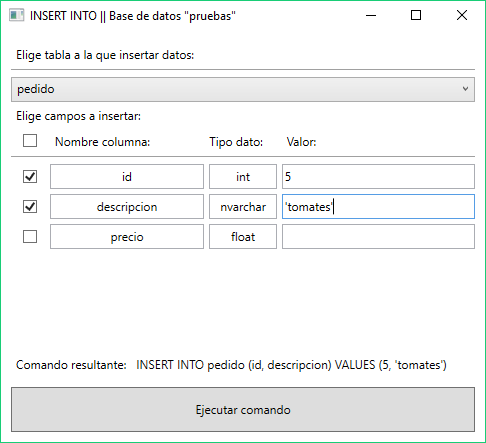 INSERT INTO || Base de datos "pruebas"
Elige tabla a la que insertar datos:
pedido
Elige campos a insertar:
Nombre columna: Tipo dato: Valor:
id int 5
descripcion nvarchar 'tomates'
precio float
Comando resultante: INSERT INTO pedido (id, descripcion) VALUES (5, 'tomates')
Ejecutar comando